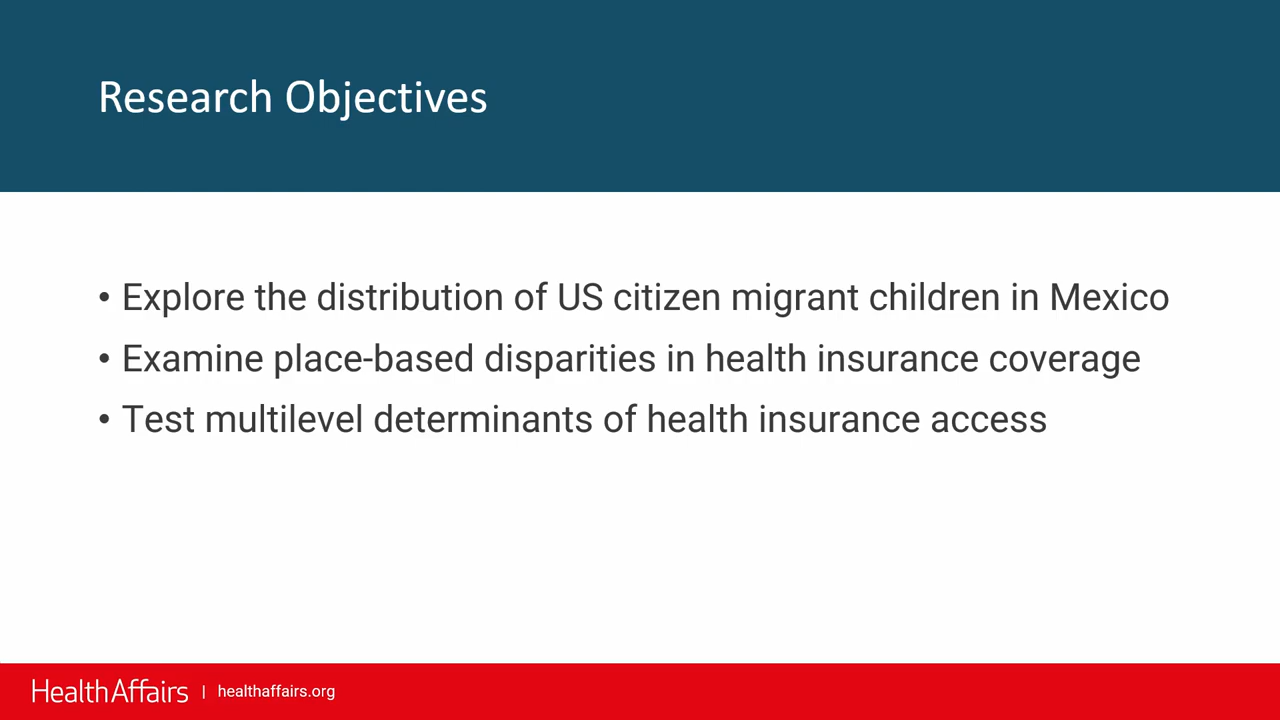 Research Objectives
• Explore the distribution of US citizen migrant children in Mexico
• Examine place-based disparities in health insurance coverage
• Test multilevel determinants of health insurance access
HealthAffairs | healthaffairs.org